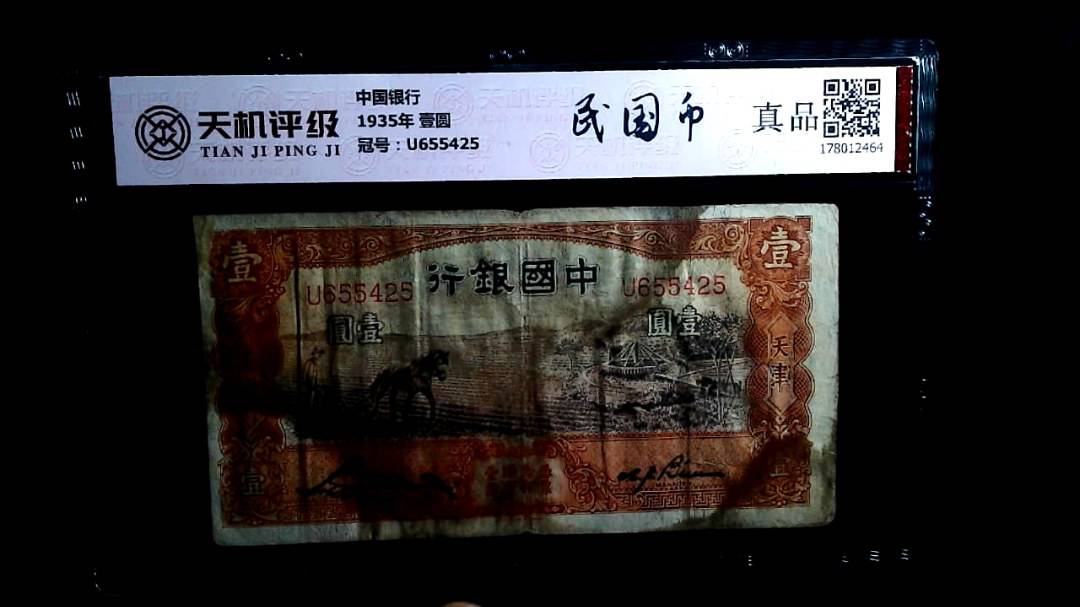 天机评级
TIAN JI PING JI
中国银行
1935年 壹圆
冠号：U655425
民国币
真品
178012464
壹
壹
行銀國中
U655425
U655425
圓壹
圓壹
天津
壹